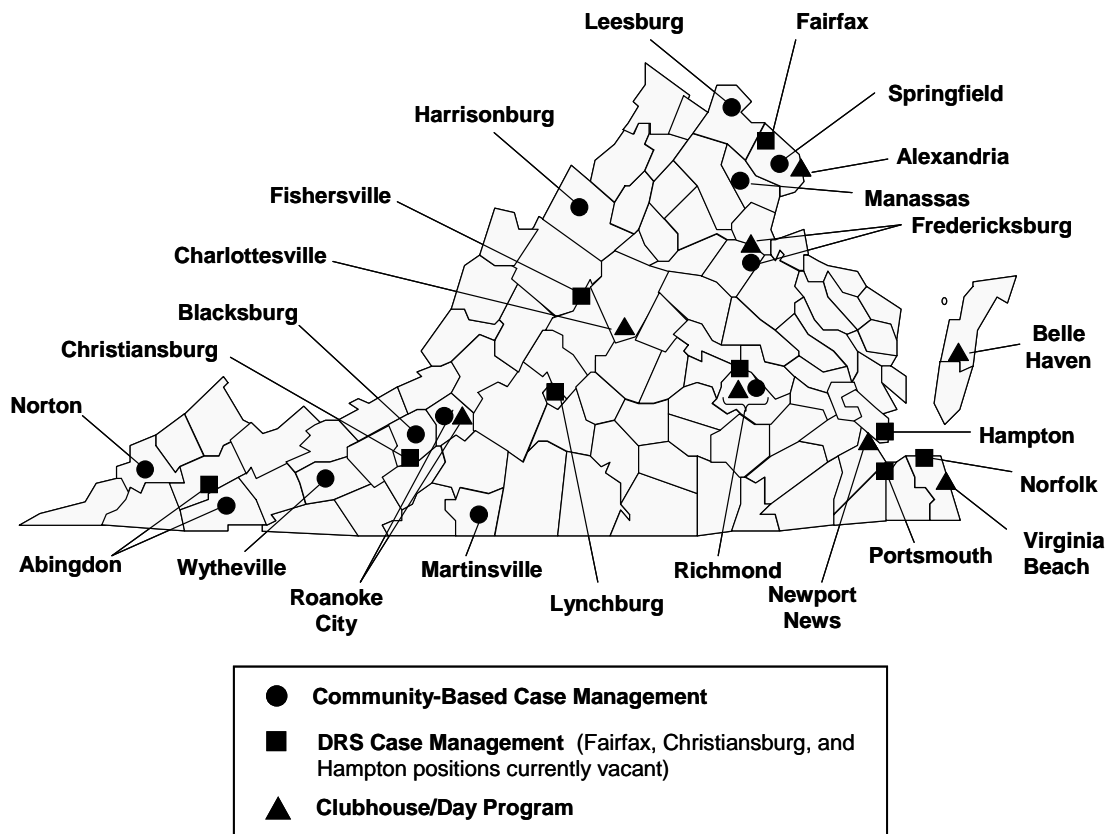 Leesburg
Fairfax
Springfield
Harrisonburg
Alexandria
Fishersville
Manassas
Fredericksburg
Charlottesville
Blacksburg
Christiansburg
Belle
Haven
Norton
Hampton
Norfolk
Abingdon
Wytheville
Martinsville
Richmond
Portsmouth
Virginia
Beach
Roanoke
City
Lynchburg
Newport
News
Community-Based Case Management
DRS Case Management (Fairfax, Christiansburg, and
Hampton positions currently vacant)
Clubhouse/Day Program